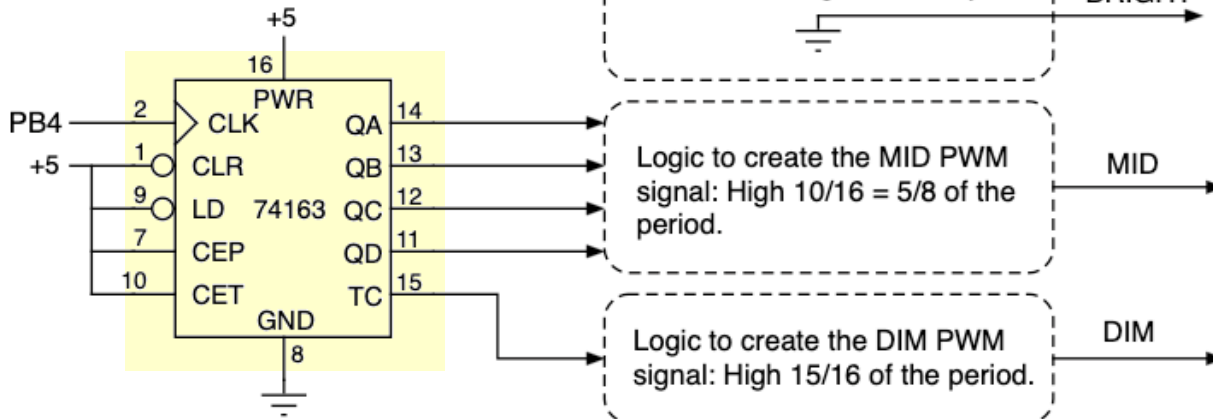 BRIGHT
+5
16
PWR
PB4
2
CLK
QA
14
+5
1
CLR
QB
13
9
LD
74163
QC
12
7
CEP
QD
11
10
CET
TC
15
GND
8
Logic to create the MID PWM
signal: High 10/16 = 5/8 of the
period.
MID
Logic to create the DIM PWM
signal: High 15/16 of the period.
DIM